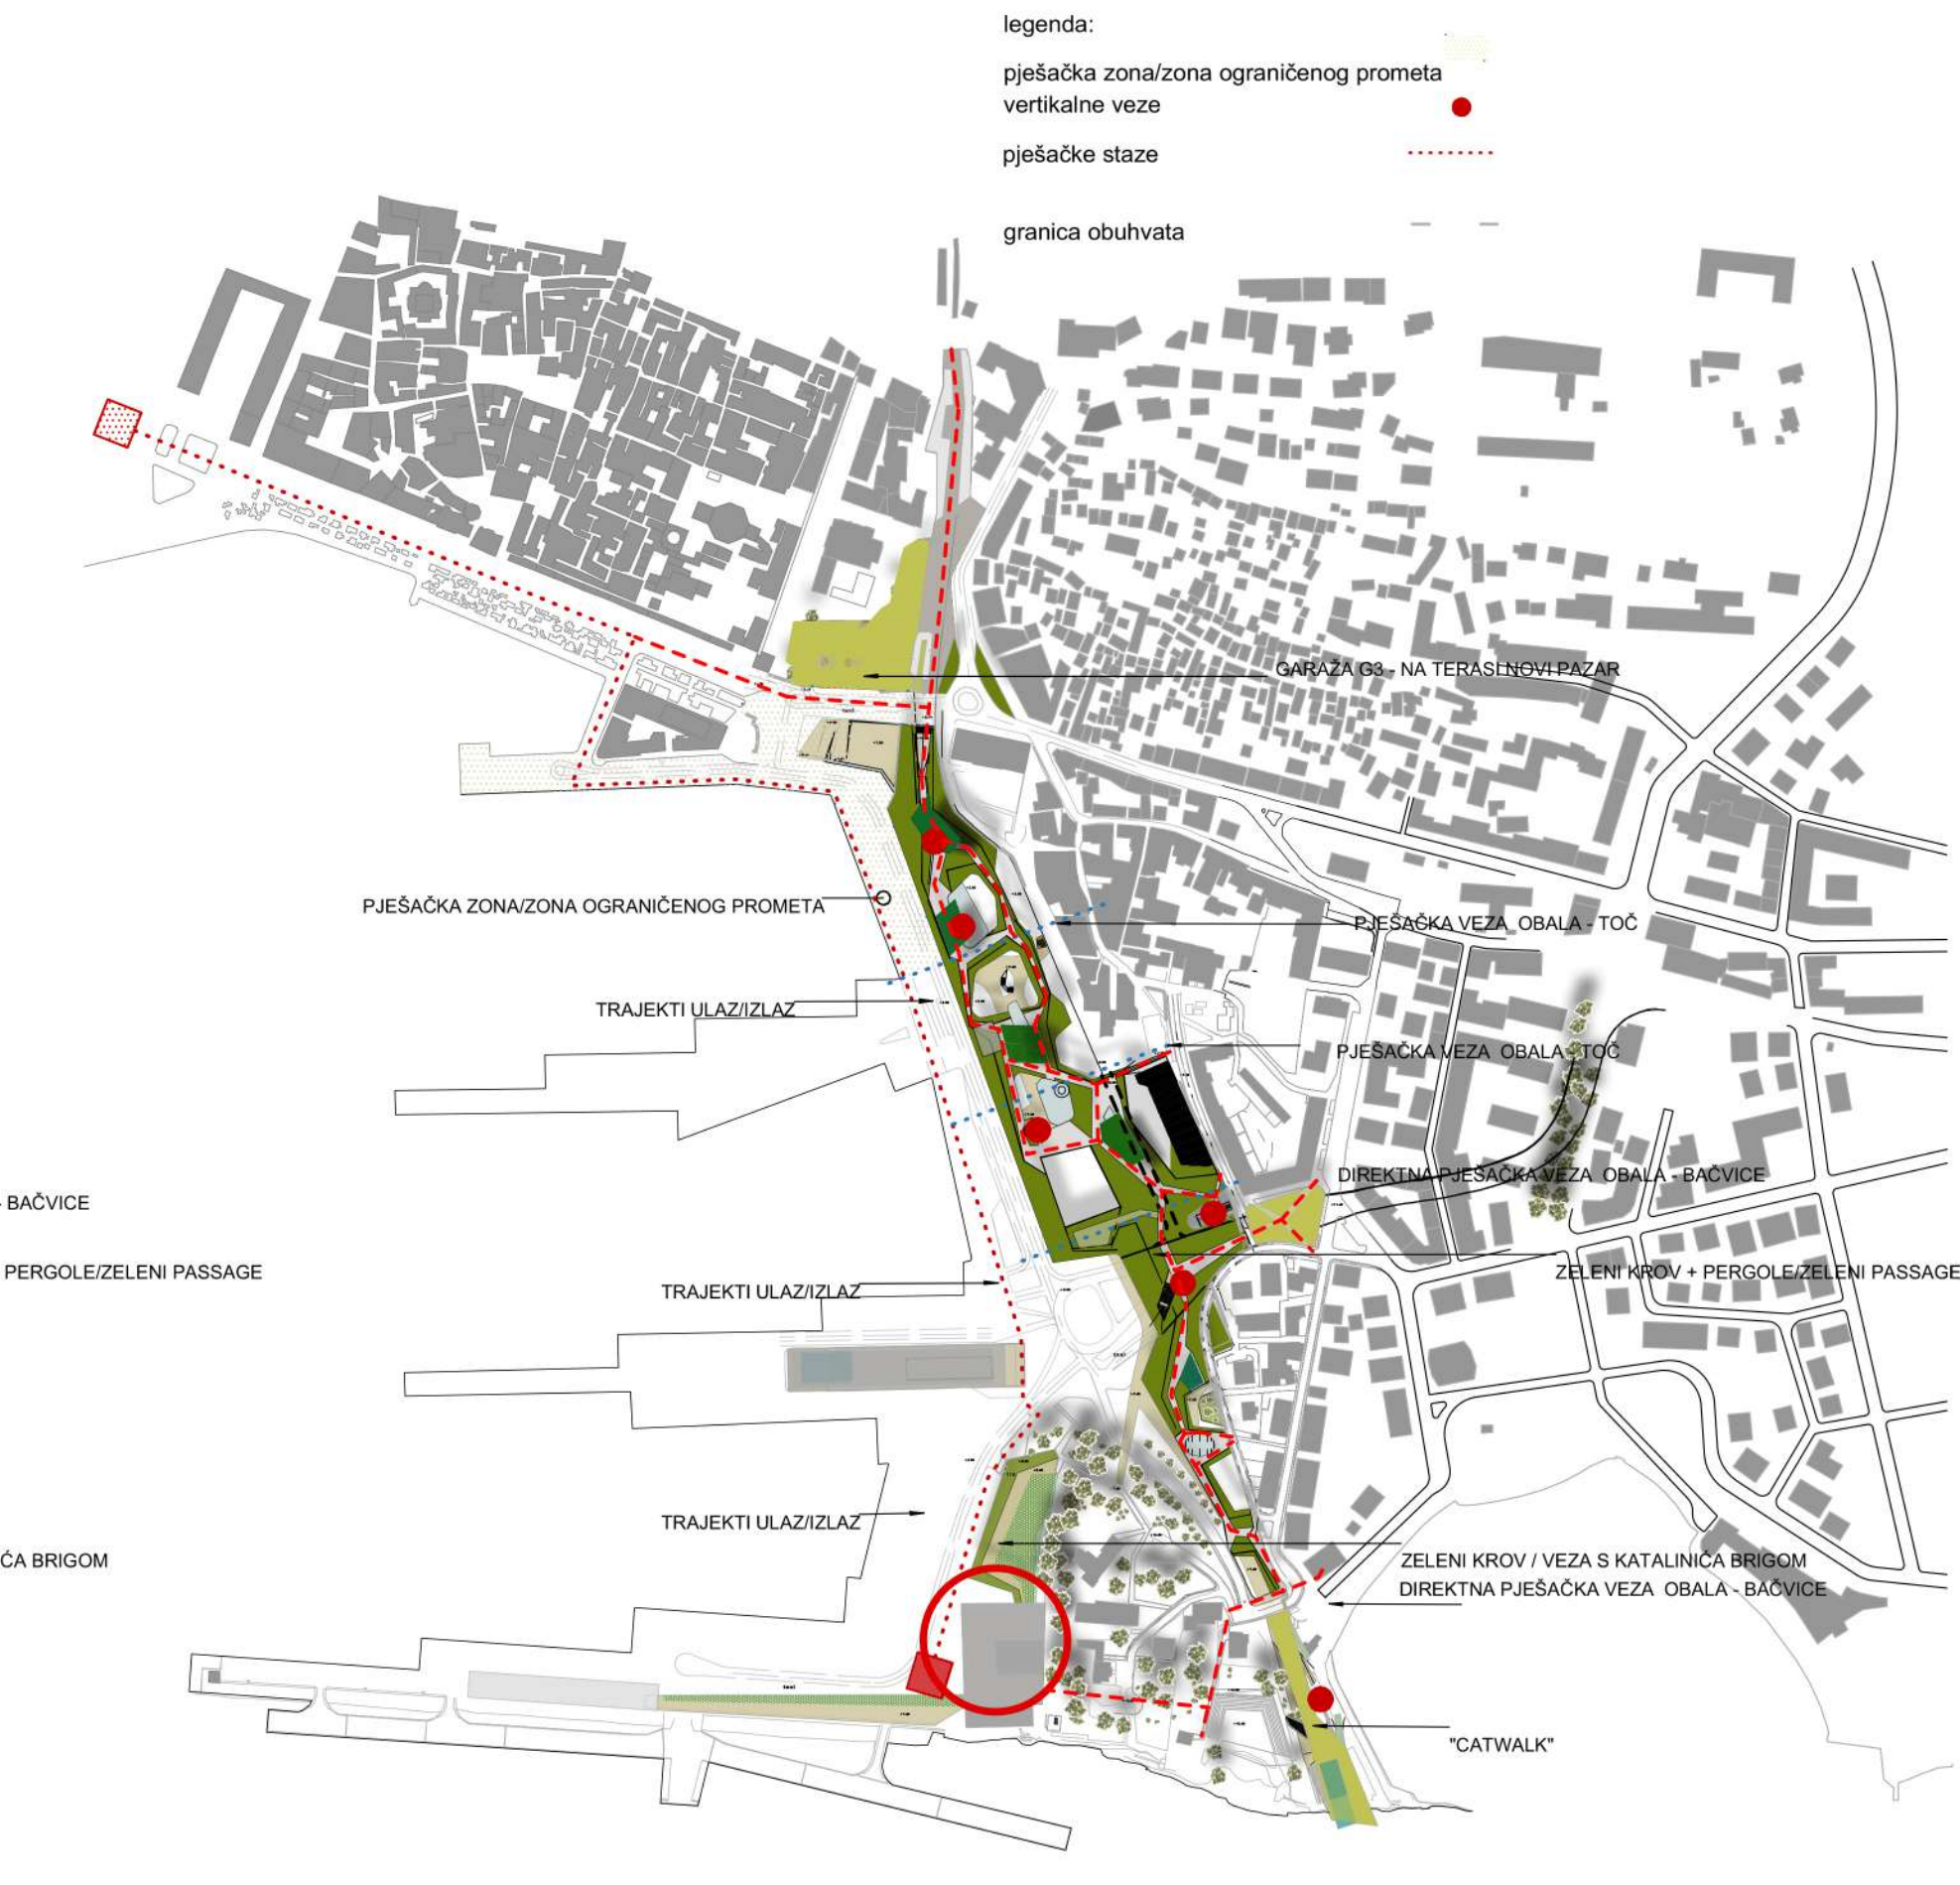 legenda:
pješačka zona/zona ograničenog prometa
vertikalne veze
pješačke staze
granica obuhvata
GARAŽA G3 - NA TERASI NOVI PAZAR
PJEŠAČKA ZONA/ZONA OGRANIČENOG PROMETA
PJEŠAČKA VEZA OBALA - TOČ
TRAJEKTI ULAZ/IZLAZ
PJEŠAČKA VEZA OBALA - TOČ
DIREKTNA PJEŠAČKA VEZA OBALA - BAČVICE
- BAČVICE
PERGOLE/ZELENI PASSAGE
ZELENI KROV + PERGOLE/ZELENI PASSAGE
TRAJEKTI ULAZ/IZLAZ
TRAJEKTI ULAZ/IZLAZ
ĆA BRIGOM
ZELENI KROV / VEZA S KATALINIĆA BRIGOM
DIREKTNA PJEŠAČKA VEZA OBALA - BAČVICE
"CATWALK"